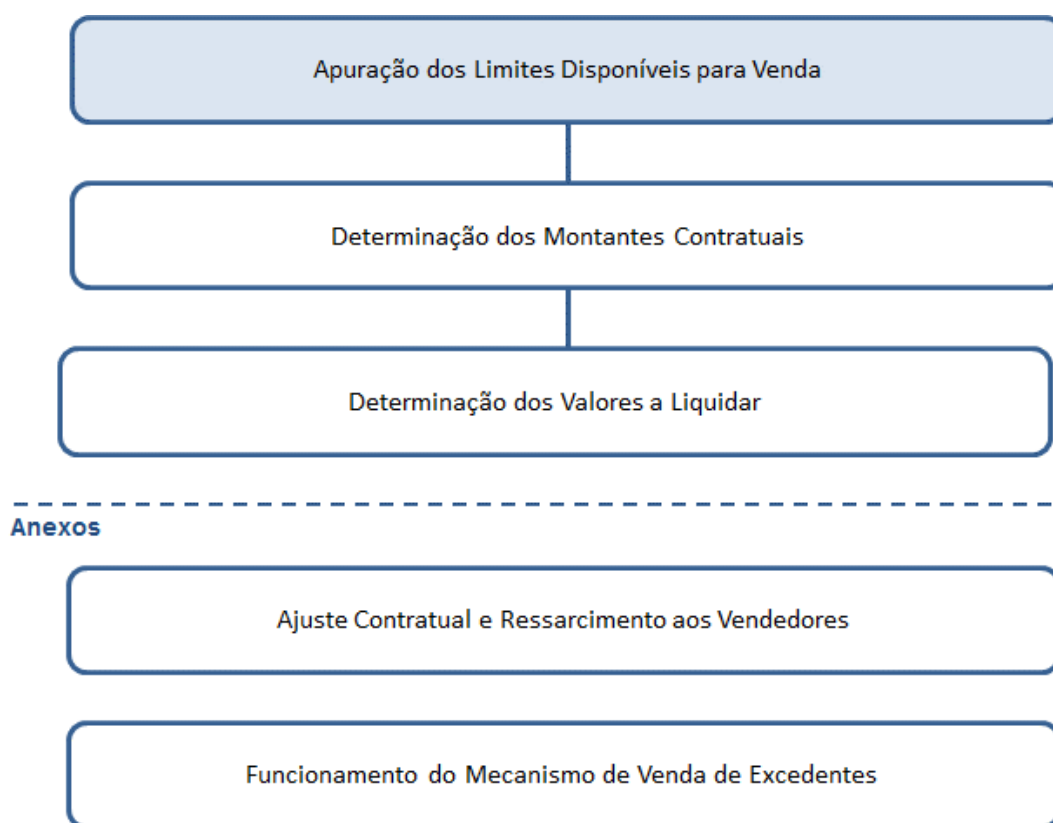 Apuração dos Limites Disponíveis para Venda
Determinação dos Montantes Contratuais
Determinação dos Valores a Liquidar
Anexos
Ajuste Contratual e Ressarcimento aos Vendedores
Funcionamento do Mecanismo de Venda de Excedentes